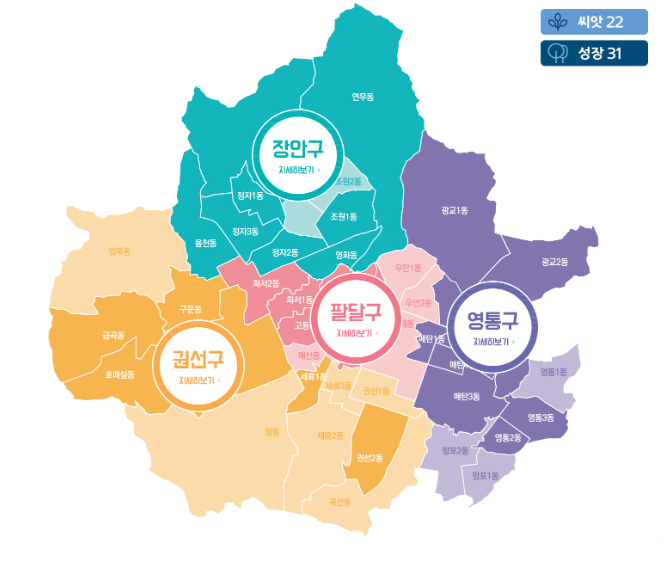 씨앗 22
성장 31
연무동
장안구
자세히보기 ›
조원2동
정자1동
조원1동
정자3동
율천동
정자2동
영화동
광교1동
광교2동
입북동
우만1동
화서2동
화서1동
우만2동
팔달구
자세히보기 ›
구운동
금곡동
권선구
자세히보기 ›
호매실동
매산동
영통구
자세히보기 ›
매탄1동
매탄3동
영통1동
영통3동
영통2동
망포2동
망포1동
세류1동
세류3동
권선1동
세류2동
권선2동
곡선동